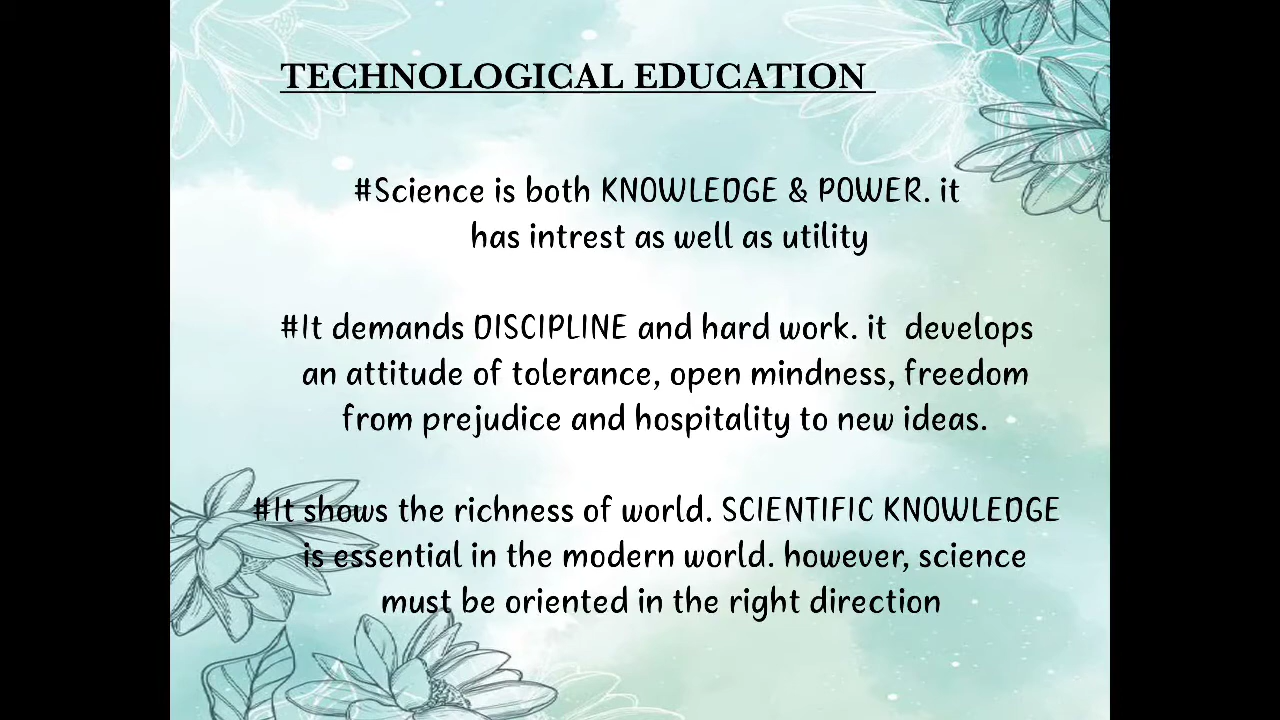 TECHNOLOGICAL EDUCATION
#Science is both KNOWLEDGE & POWER. it
has intrest as well as utility
#It demands DISCIPLINE and hard work. it develops
an attitude of tolerance, open mindness, freedom
from prejudice and hospitality to new ideas.
#It shows the richness of world. SCIENTIFIC KNOWLEDGE
is essential in the modern world. however, science
must be oriented in the right direction